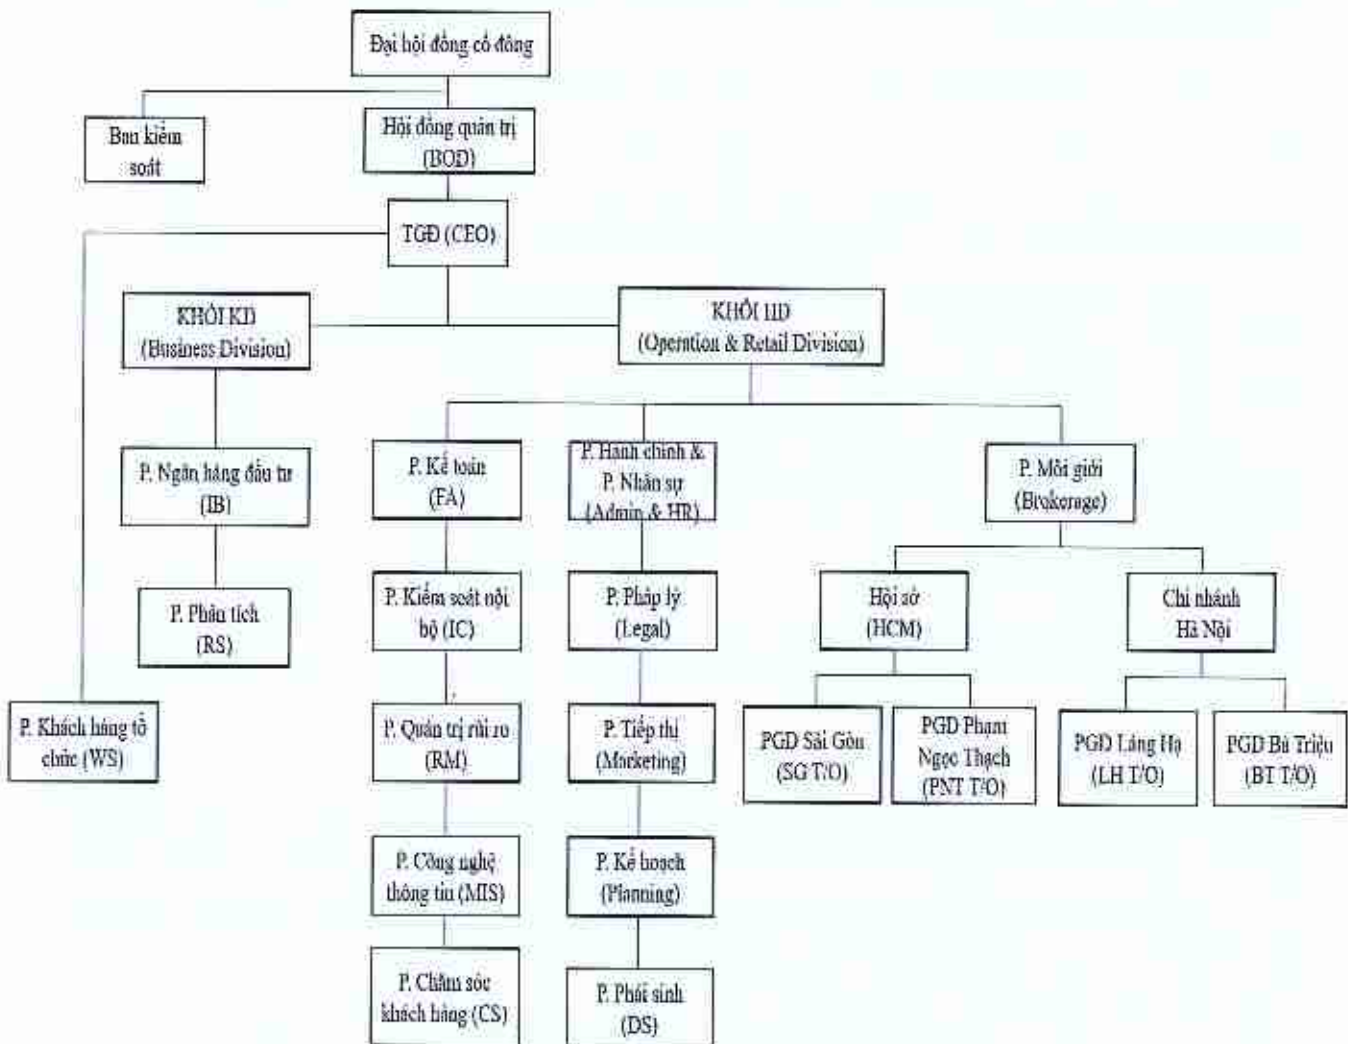 Đại hội đồng cổ đông
Ban kiểm
soát
Hội đồng quản trị
(BOD)
TGĐ (CEO)
KHỐI KD
(Business Division)
KHỐI HD
(Operation & Retail Division)
P. Ngân hàng đầu tư
(IB)
P. Kế toán
(FA)
P. Hành chính &
P. Nhân sự
(Admin & HR)
P. Môi giới
(Brokerage)
P. Phân tích
(RS)
P. Kiểm soát nội
bộ (IC)
P. Pháp lý
(Legal)
Hội sở
(HCM)
Chi nhánh
Hà Nội
P. Khách hàng tổ
chức (WS)
P. Quản trị rủi ro
(RM)
P. Tiếp thị
(Marketing)
PGD Sài Gòn
(SG T/O)
PGD Phạm
Ngọc Thạch
(PNT T/O)
PGD Láng Hạ
(LH T/O)
PGD Bà Triệu
(BT T/O)
P. Công nghệ
thông tin (MIS)
P. Kế hoạch
(Planning)
P. Chăm sóc
khách hàng (CS)
P. Phái sinh
(DS)